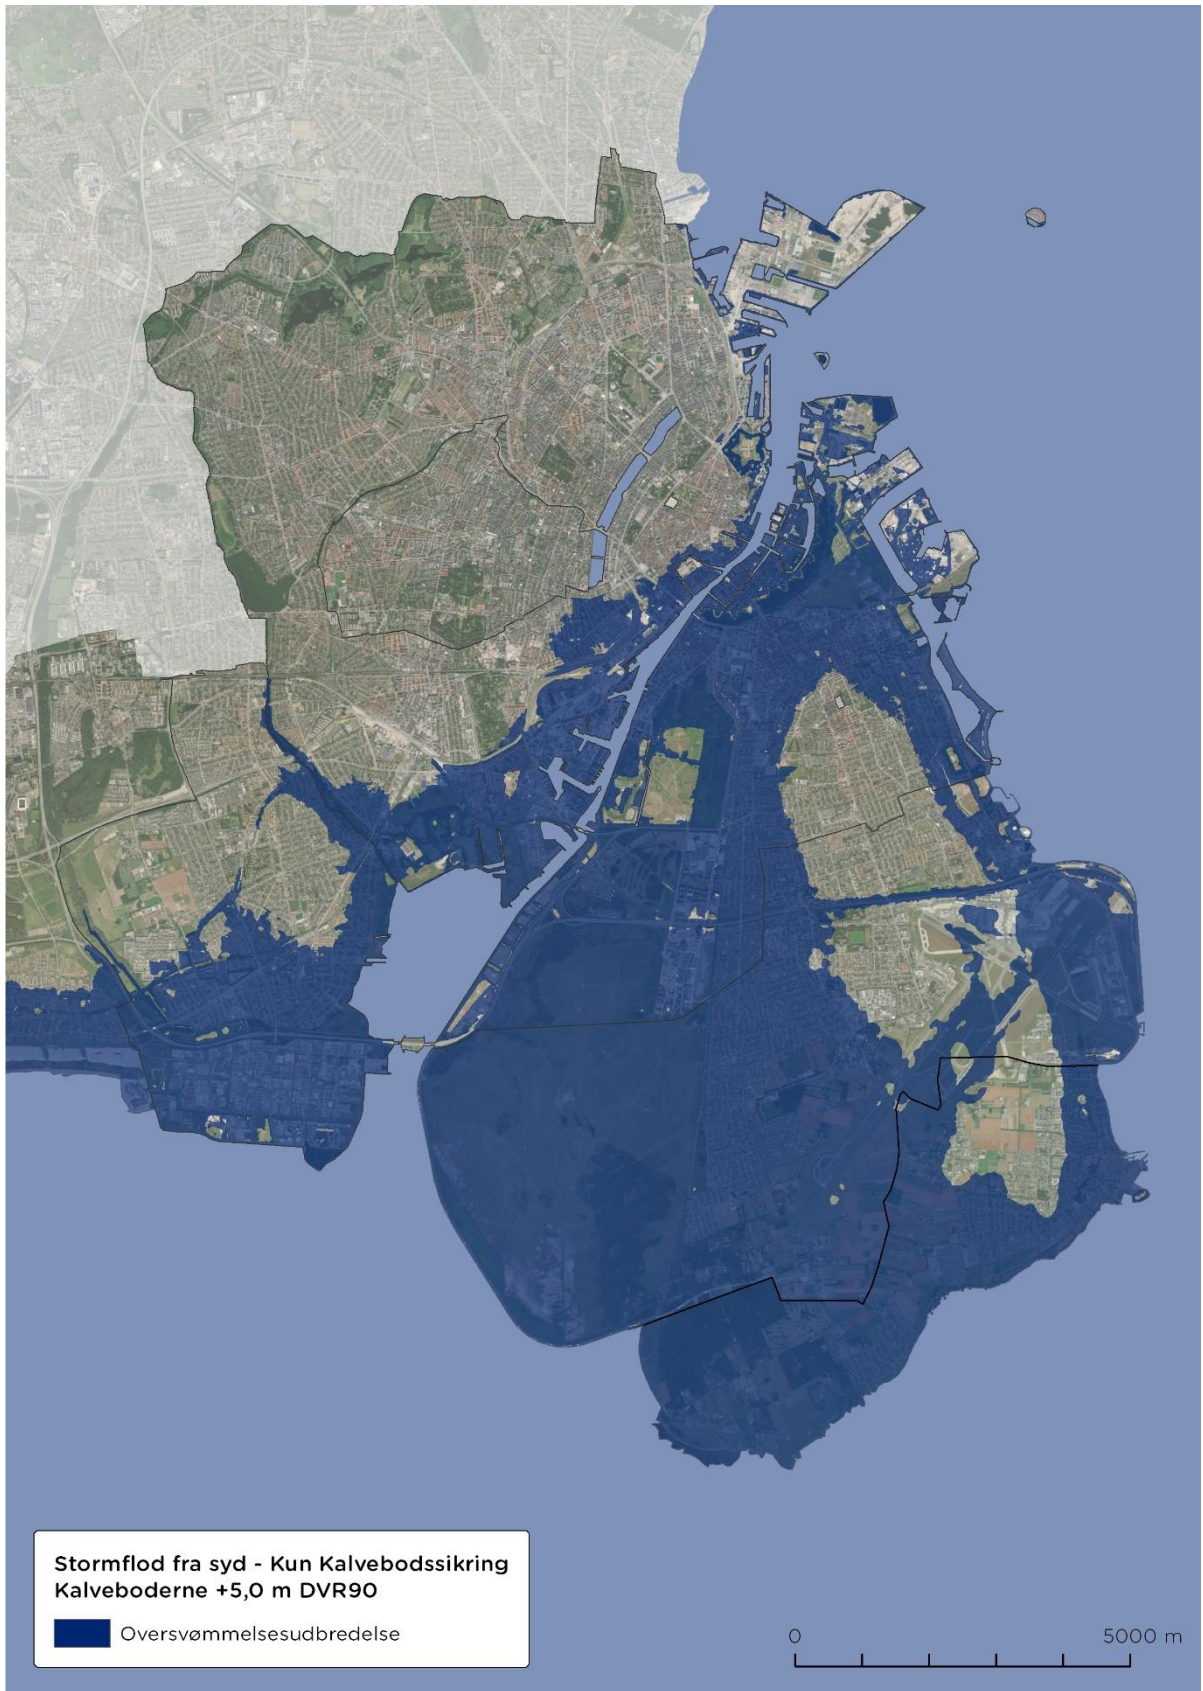 Stormflod fra syd - Kun Kalvebodssikring
Kalveboderne +5,0 m DVR90
Oversvømmelsesudbredelse
0 5000 m